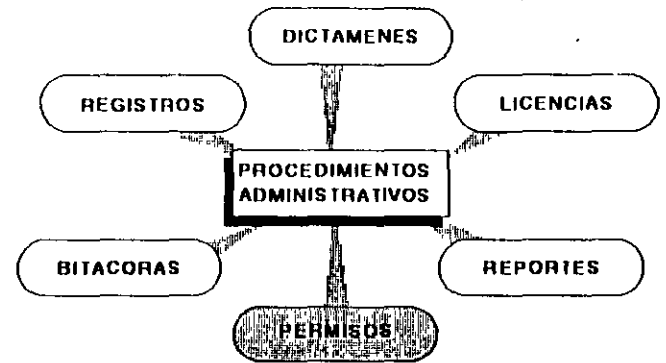 DICTAMENES
REGISTROS
LICENCIAS
PROCEDIMIENTOS
ADMINISTRATIVOS
BITACORAS
REPORTES
PERMISOS